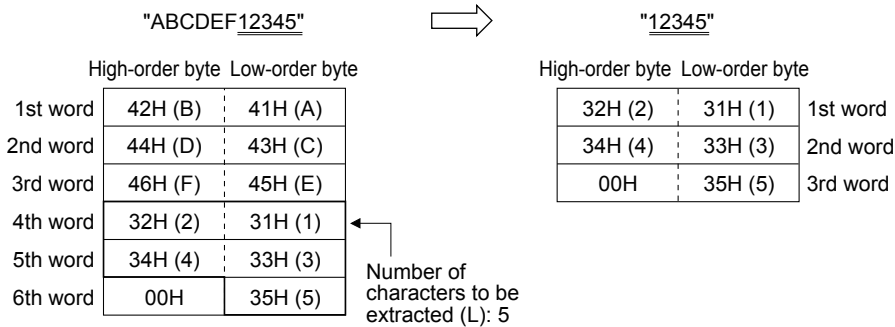 "ABCDEF12345" "12345"
High-order byte Low-order byte High-order byte Low-order byte
1st word 42H (B) 41H (A) 32H (2) 31H (1) 1st word
2nd word 44H (D) 43H (C) 34H (4) 33H (3) 2nd word
3rd word 46H (F) 45H (E) 00H 35H (5) 3rd word
4th word 32H (2) 31H (1)
5th word 34H (4) 33H (3)
6th word 00H 35H (5)
Number of
characters to be
extracted (L): 5